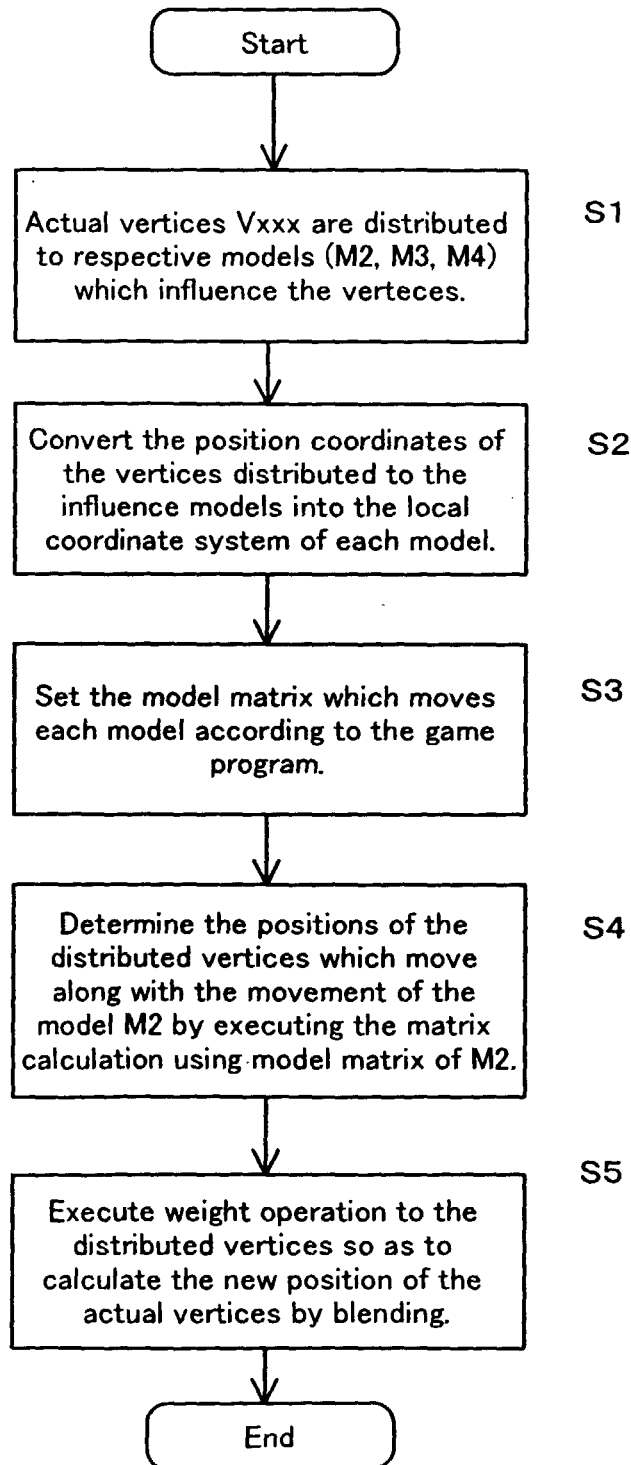 Start
Actual vertices Vxxx are distributed
to respective models (M2, M3, M4)
which influence the verteces.
S1
Convert the position coordinates of
the vertices distributed to the
influence models into the local
coordinate system of each model.
S2
Set the model matrix which moves
each model according to the game
program.
S3
Determine the positions of the
distributed vertices which move
along with the movement of the
model M2 by executing the matrix
calculation using model matrix of M2.
S4
Execute weight operation to the
distributed vertices so as to
calculate the new position of the
actual vertices by blending.
S5
End